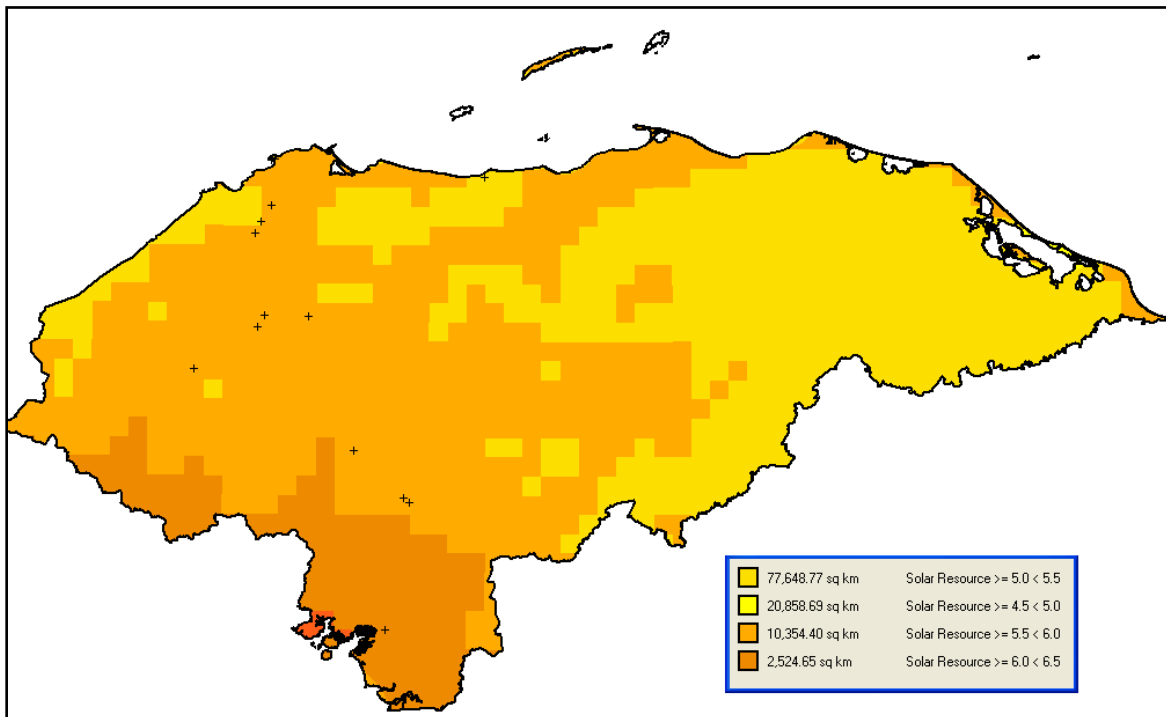 77,648.77 sq km Solar Resource >= 5.0 < 5.5
20,858.69 sq km Solar Resource >= 4.5 < 5.0
10,354.40 sq km Solar Resource >= 5.5 < 6.0
2,524.65 sq km Solar Resource >= 6.0 < 6.5